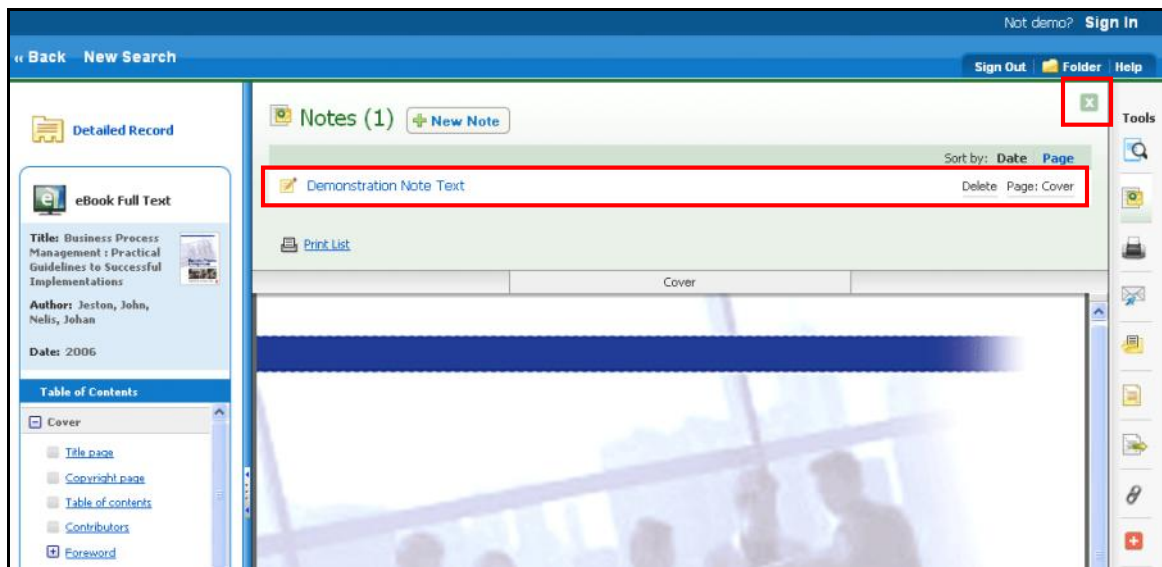 Not demo? Sign In
« Back New Search
Sign Out Folder Help
Detailed Record
eBook Full Text
Title: Business Process
Management : Practical
Guidelines to Successful
Implementations
Author: Jeston, John,
Nelis, Johan
Date: 2006
Table of Contents
Cover
Title page
Copyright page
Table of contents
Contributors
Foreword
Notes (1) New Note
Sort by: Date Page
Demonstration Note Text Delete Page: Cover
Print List
Cover
Tools